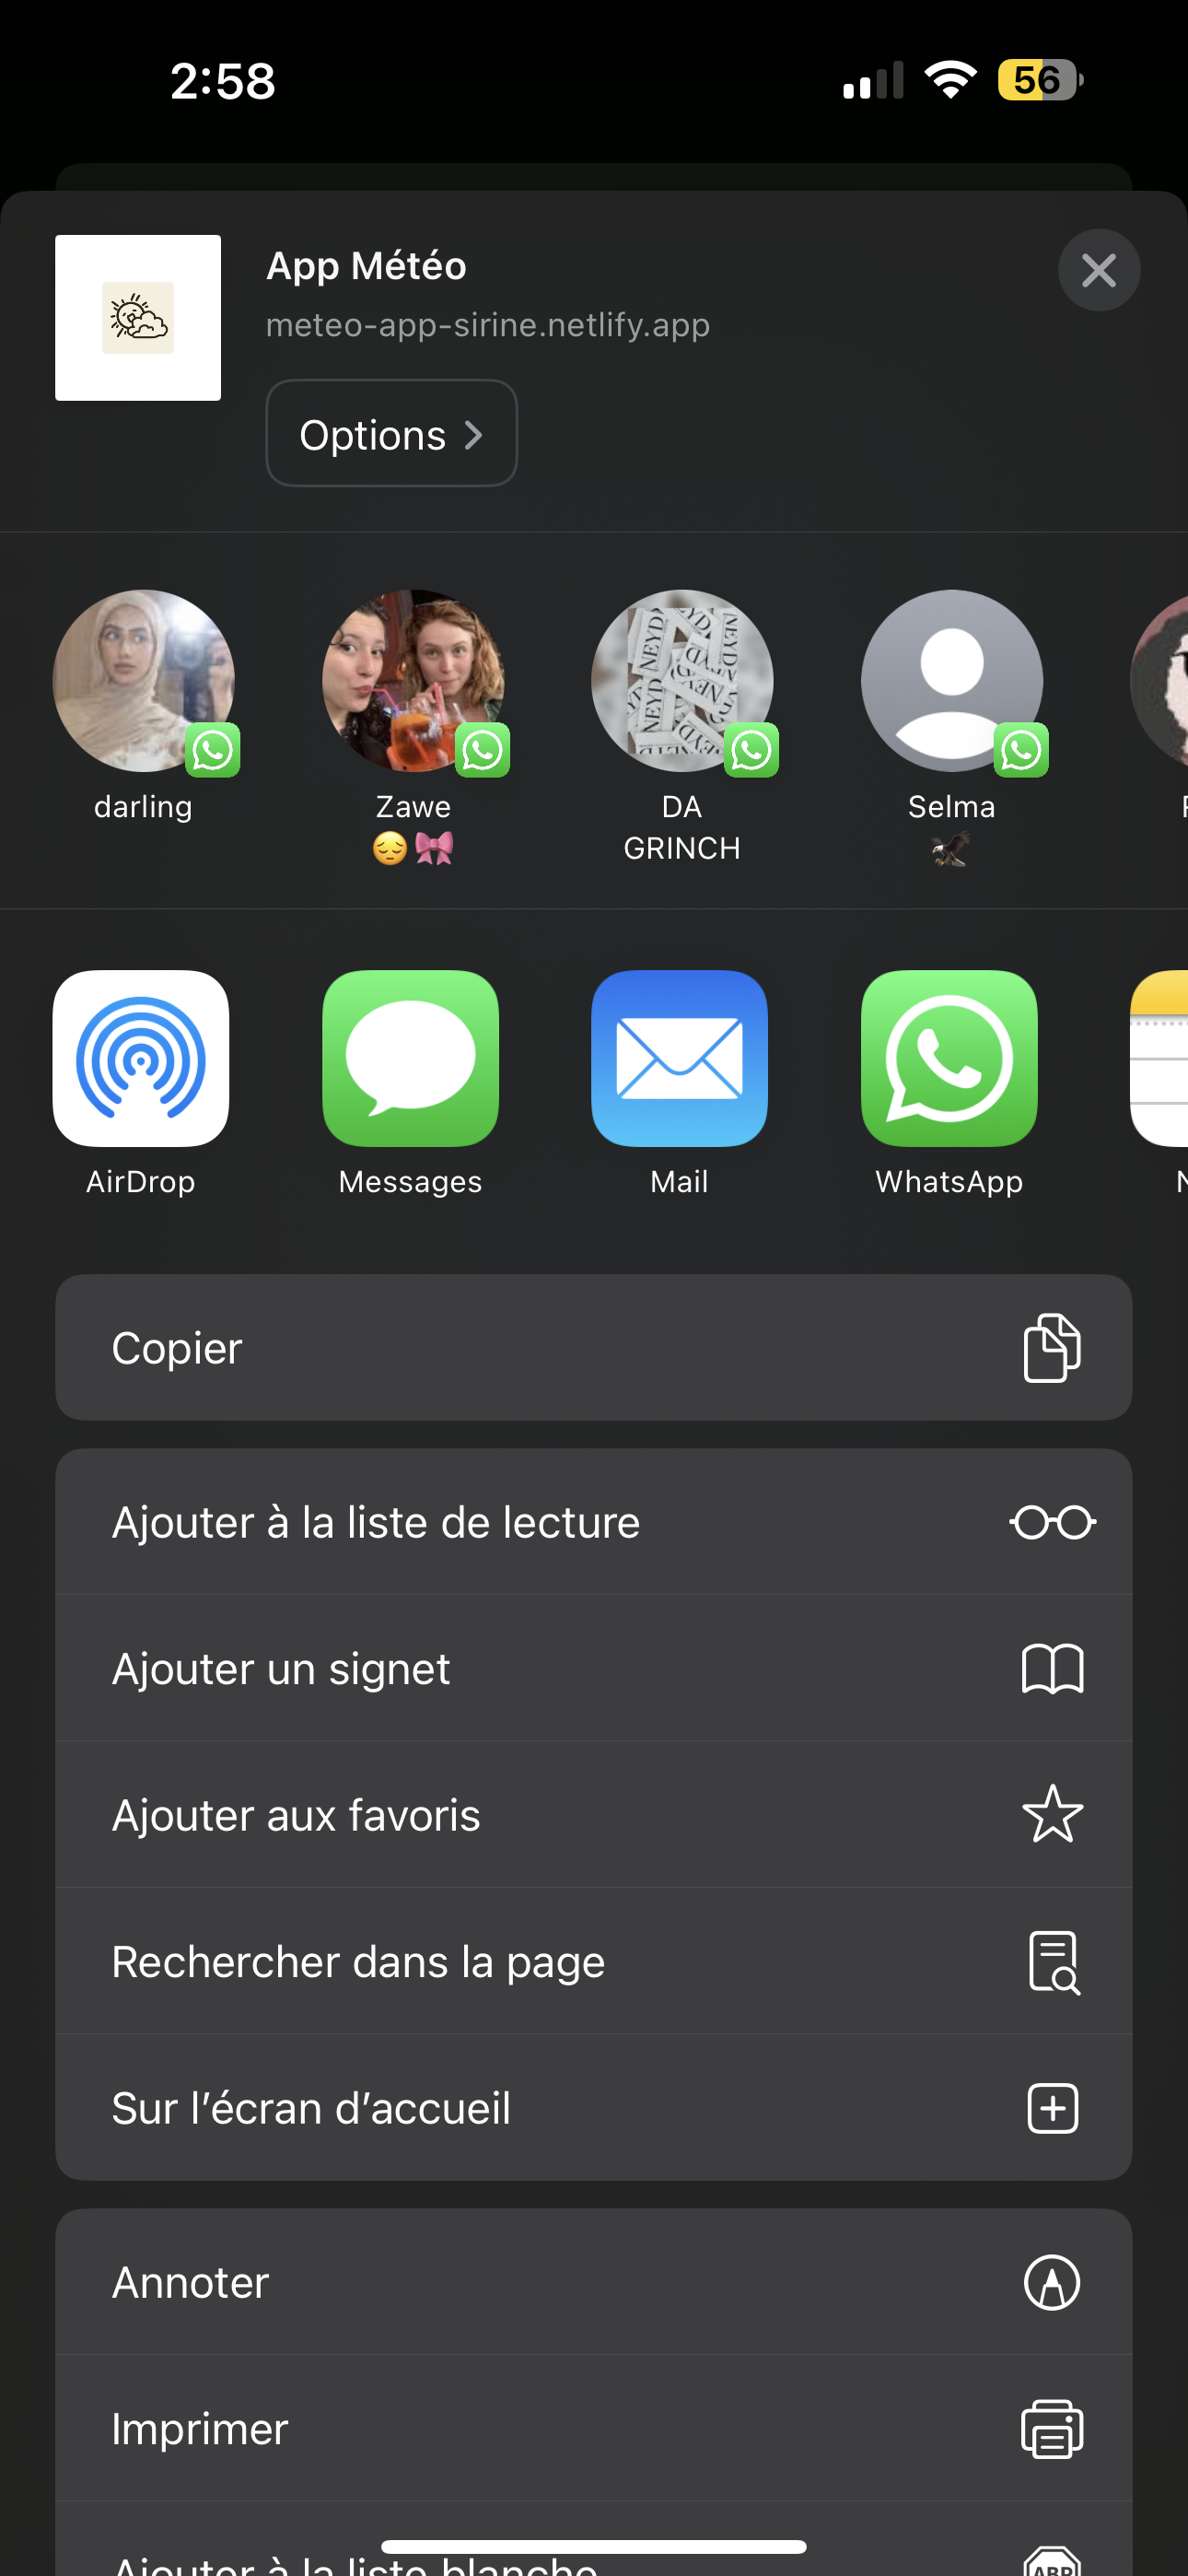 2:58
56
App Météo
meteo-app-sirine.netlify.app
Options
darling
Zawe
😔🎀
DA
GRINCH
Selma
🦅
AirDrop
Messages
Mail
WhatsApp
Copier
Ajouter à la liste de lecture
Ajouter un signet
Ajouter aux favoris
Rechercher dans la page
Sur l’écran d’accueil
Annoter
Imprimer
Ajouter à la liste blanche
ABP